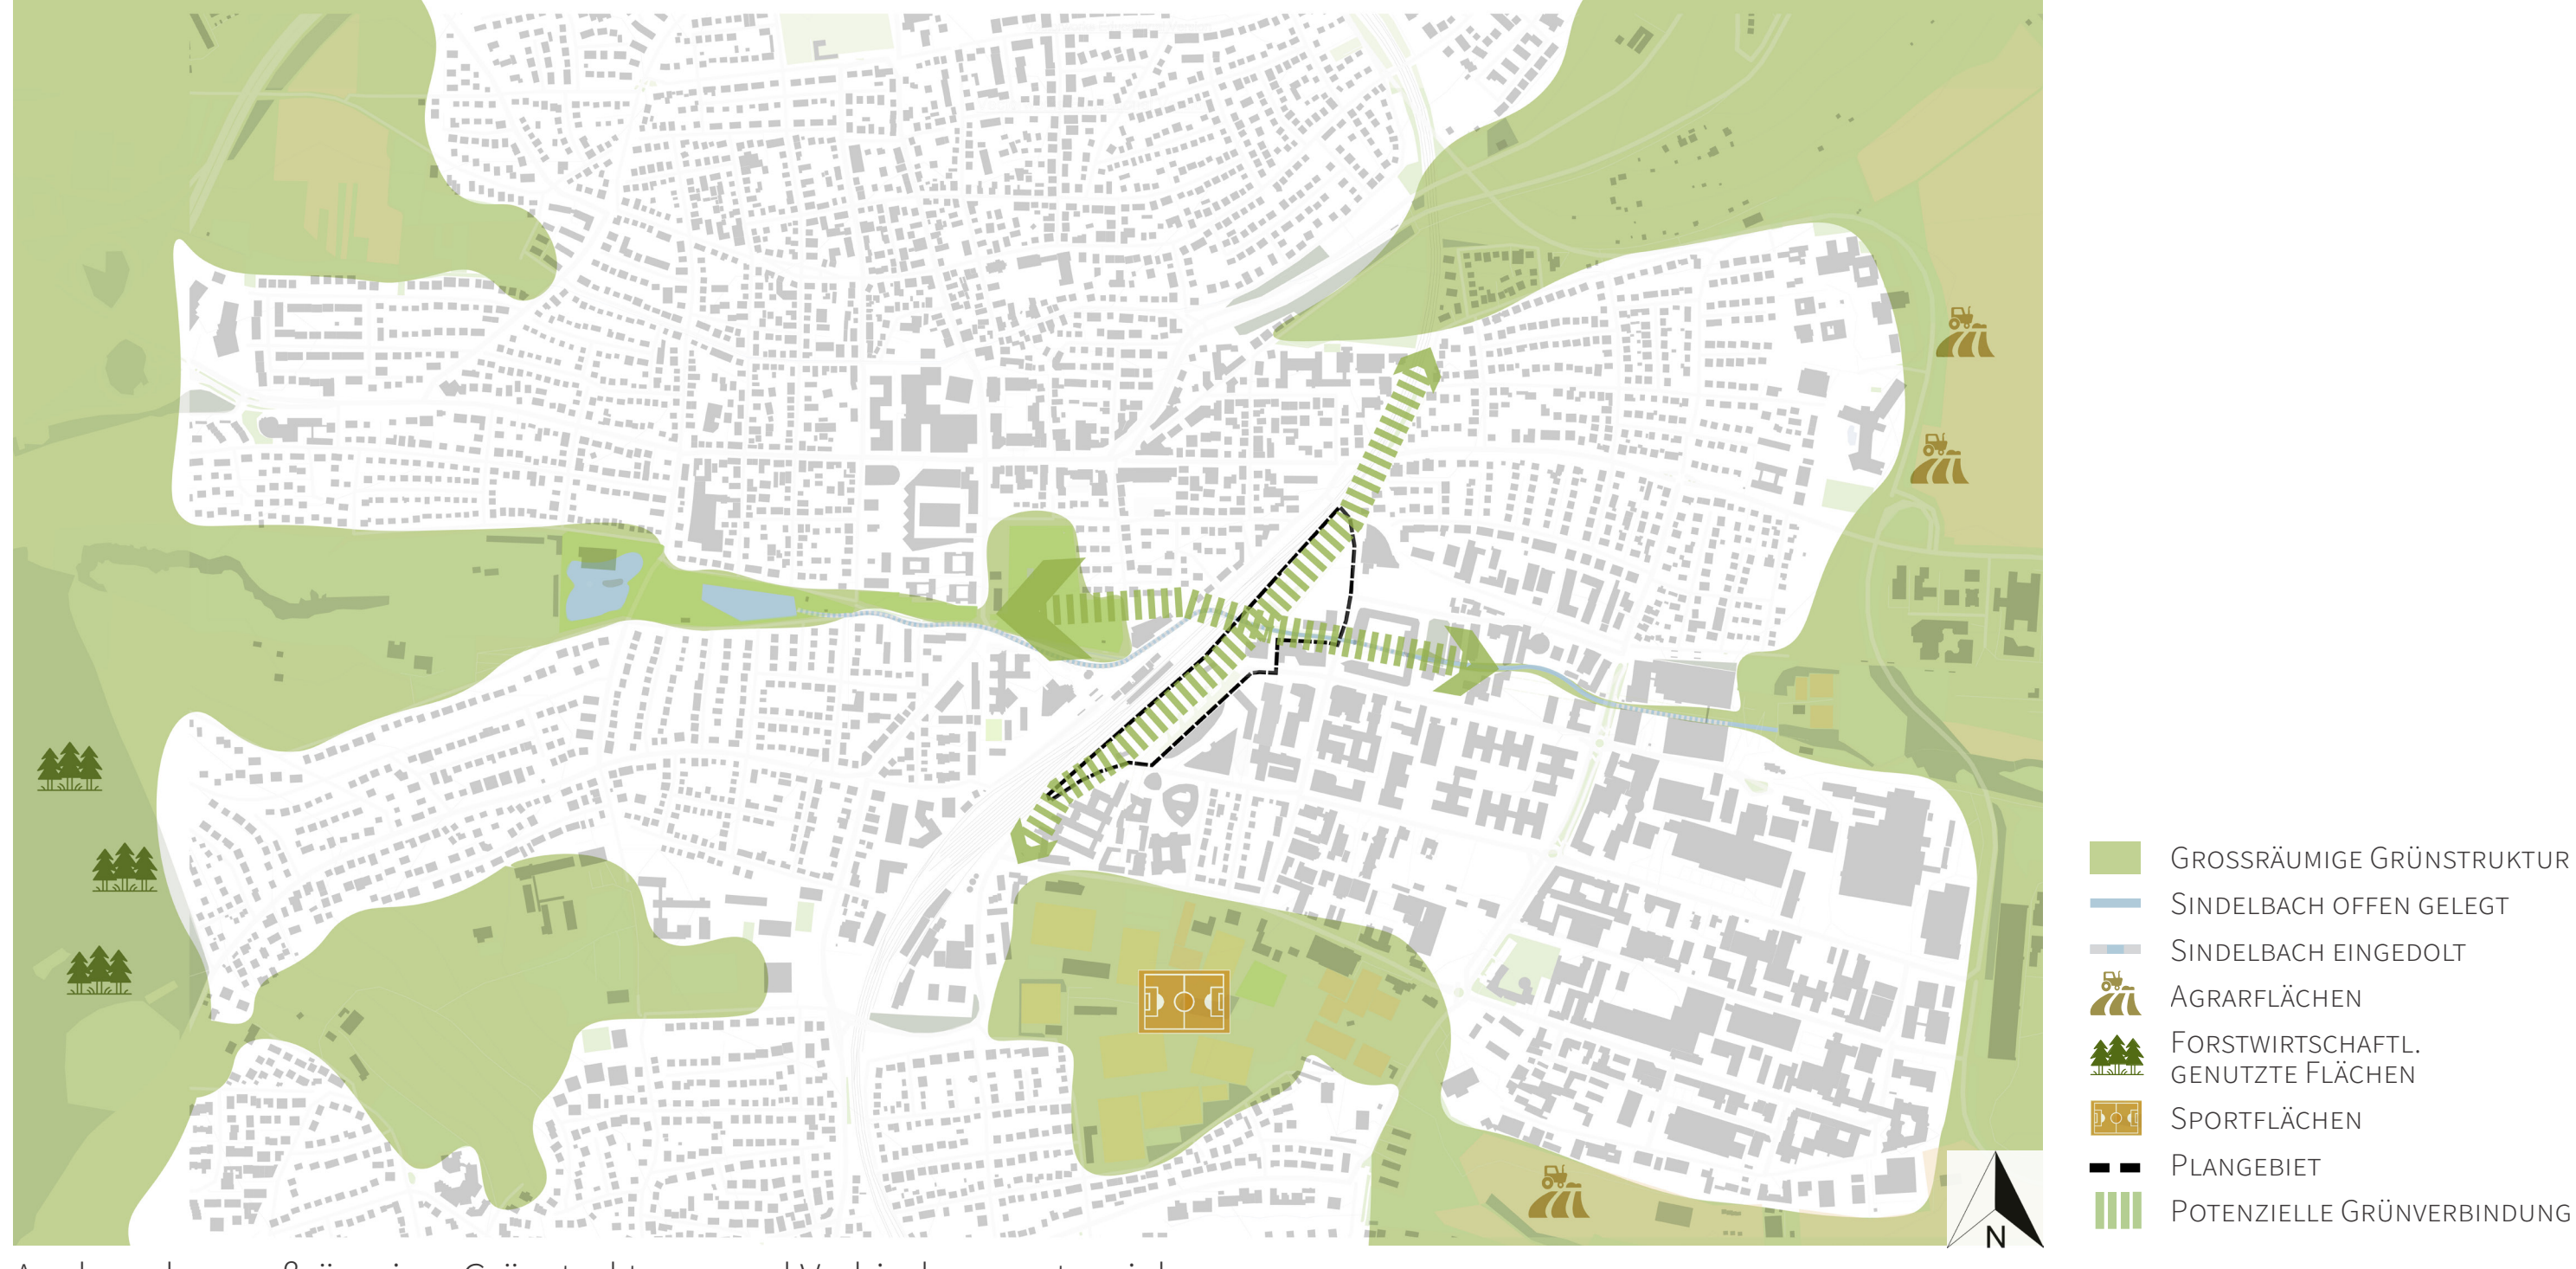 GROSSRÄUMIGE GRÜNSTRUKTUR
SINDELBACH OFFEN GELEGT
SINDELBACH EINGEDOLT
AGRARFLÄCHEN
FORSTWIRTSCHAFTL.
GENUTZTE FLÄCHEN
SPORTFLÄCHEN
PLANGEBIET
POTENZIELLE GRÜNVERBINDUNG
N